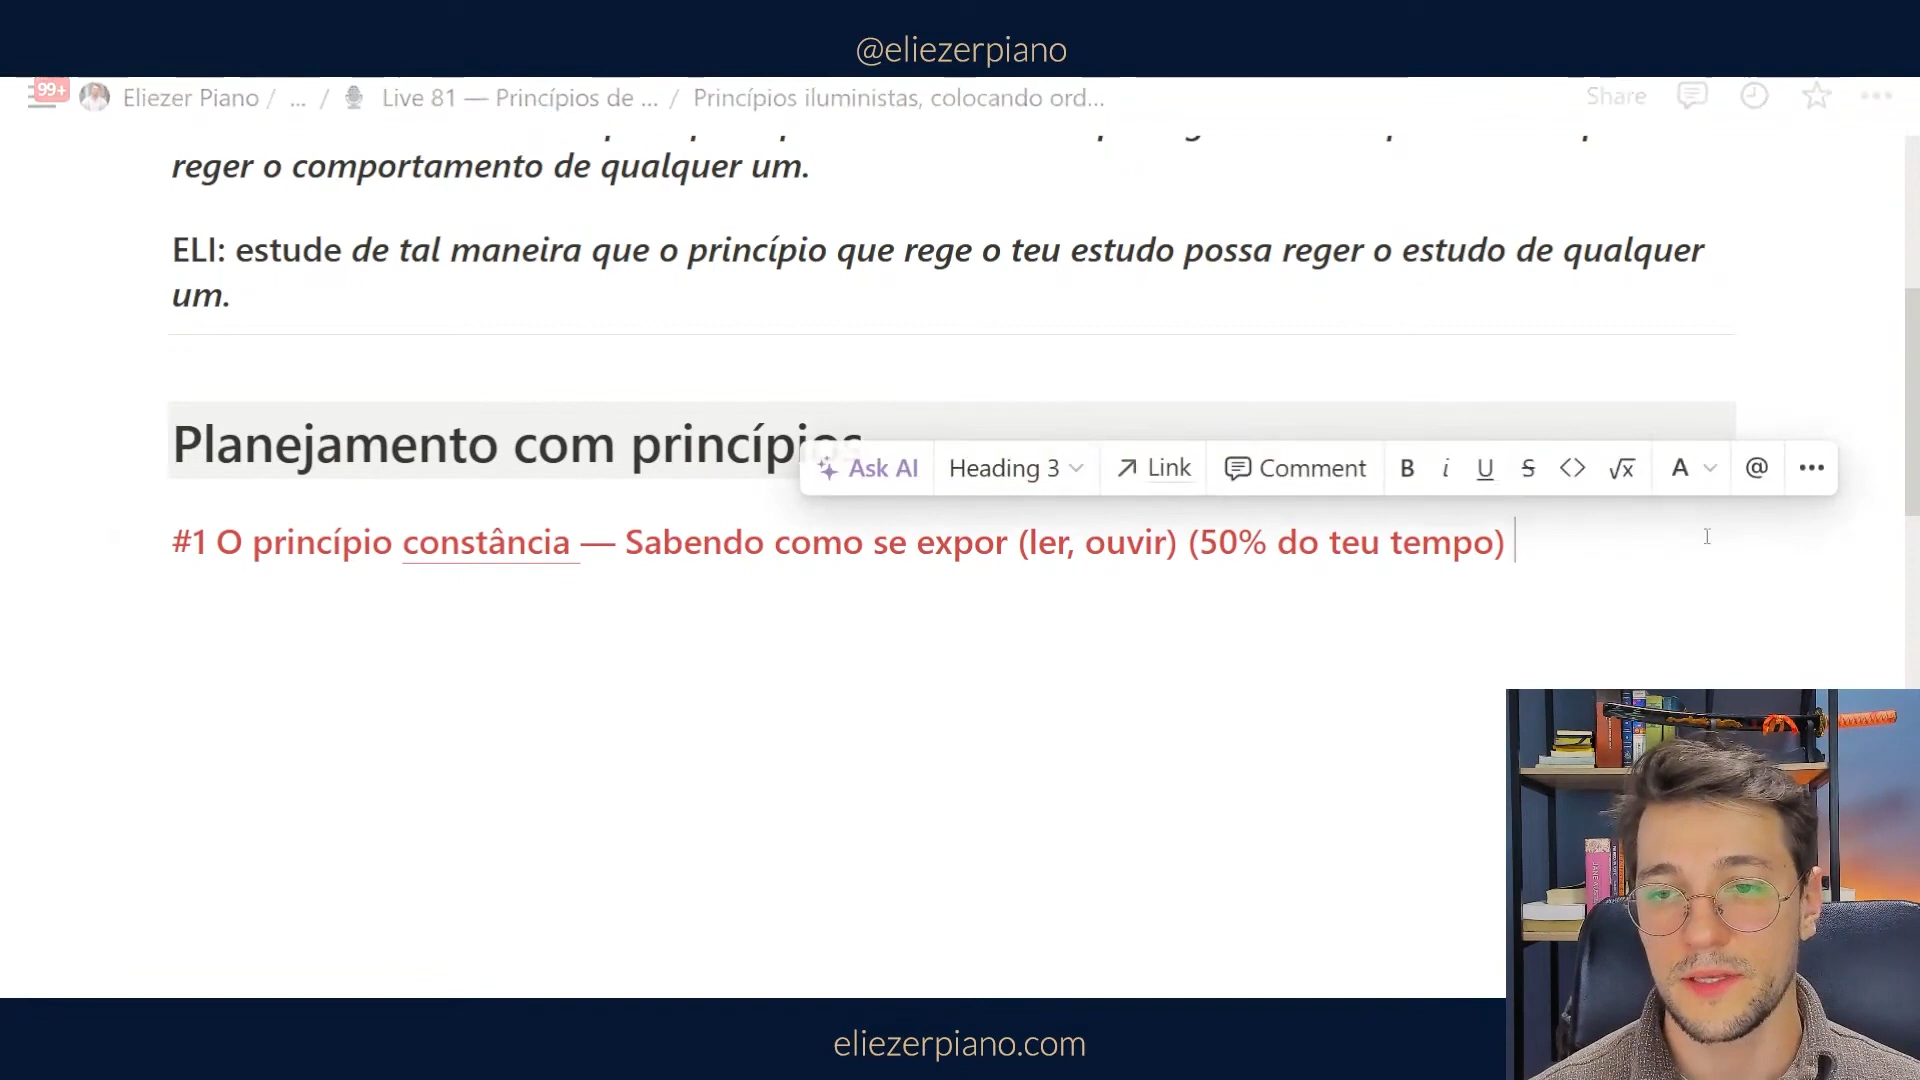 @eliezerpiano
99+ Eliezer Piano / ... / Live 81 — Princípios de ... / Princípios iluministas, colocando ord... Share
reger o comportamento de qualquer um.
ELI: estude de tal maneira que o princípio que rege o teu estudo possa reger o estudo de qualquer
um.
Planejamento com princípios
Ask AI Heading 3 Link Comment B i U S <> √x A @ •••
#1 O princípio constância — Sabendo como se expor (ler, ouvir) (50% do teu tempo)
eliezerpiano.com